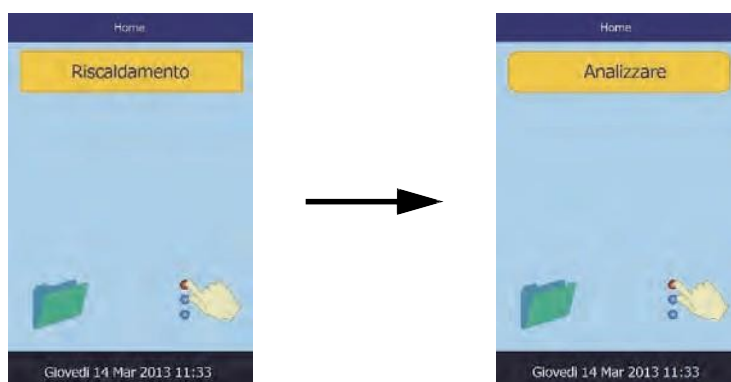 Home
Riscaldamento
Giovedì 14 Mar 2013 11:33
Home
Analizzare
Giovedì 14 Mar 2013 11:33